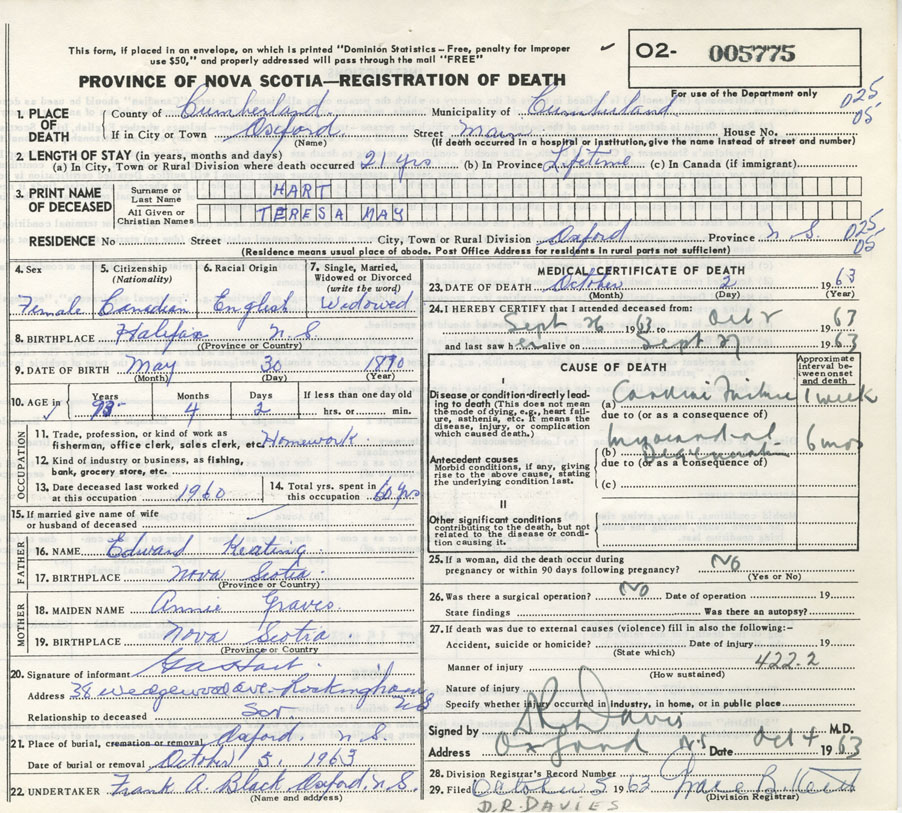 This form, if placed in an envelope, on which is printed "Dominion Statistics – Free, penalty for improper
use $50," and properly addressed will pass through the mail "FREE"
O2- 005775
PROVINCE OF NOVA SCOTIA—REGISTRATION OF DEATH
For use of the Department only
1. PLACE OF DEATH
County of Cumberland Municipality of Cumberland 025
If in City or Town Oxford Street Main House No. 05
(Name) (If death occurred in a hospital or institution, give the name instead of street and number)
2. LENGTH OF STAY (in years, months and days)
(a) In City, Town or Rural Division where death occurred 21 yrs (b) In Province Lifetime (c) In Canada (if immigrant)
3. PRINT NAME OF DECEASED
Surname or Last Name HART
All Given or Christian Names TERESA MAY
RESIDENCE No Street City, Town or Rural Division Oxford Province N S 025 05
(Residence means usual place of abode. Post Office Address for residents in rural parts not sufficient)
4. Sex 5. Citizenship (Nationality) 6. Racial Origin 7. Single, Married, Widowed or Divorced (write the word)
Female Canadian English Widowed
8. BIRTHPLACE Halifax N S
(Province or Country)
9. DATE OF BIRTH May 30 1890
(Month) (Day) (Year)
10. AGE in Years 73 Months 4 Days 2 If less than one day old
hrs. or min.
OCCUPATION
11. Trade, profession, or kind of work as
fisherman, office clerk, sales clerk, etc. Homework
12. Kind of industry or business, as fishing,
bank, grocery store, etc.
13. Date deceased last worked at this occupation 1960 14. Total yrs. spent in this occupation 60 yrs
15. If married give name of wife
or husband of deceased
FATHER
16. NAME Edward Keating
17. BIRTHPLACE Nova Scotia
(Province or Country)
MOTHER
18. MAIDEN NAME Annie Graves
19. BIRTHPLACE Nova Scotia
(Province or Country
20. Signature of informant G A Hart
Address 38 Wedgewood Ave. Rockingham NS
Relationship to deceased Son
21. Place of burial, cremation or removal Oxford. N. S.
Date of burial or removal October 5, 1963
22. UNDERTAKER Frank A. Black Oxford, N.S.
(Name and address)
MEDICAL CERTIFICATE OF DEATH
23. DATE OF DEATH October 2 1963
(Month) (Day) (Year)
24. I HEREBY CERTIFY that I attended deceased from:
Sept 26 1963 to Oct 2 1963
and last saw her alive on Sept 27 1963
CAUSE OF DEATH
Approximate interval between onset and death
I
Disease or condition directly leading to death (This does not mean the mode of dying, e.g., heart failure, asthenia, etc. It means the disease, injury, or complication which caused death.)
(a) Cardiac Failure 1 week
due to (or as a consequence of)
Antecedent causes
Morbid conditions, if any, giving rise to the above cause, stating the underlying condition last.
(b) Myocardial Degeneration 6 mos
due to (or as a consequence of)
(c)
II
Other significant conditions
contributing to the death, but not related to the disease or condition causing it.
25. If a woman, did the death occur during
pregnancy or within 90 days following pregnancy? No
(Yes or No)
26. Was there a surgical operation? No Date of operation 19
State findings Was there an autopsy?
27. If death was due to external causes (violence) fill in also the following:–
Accident, suicide or homicide? Date of injury 19
(State which)
Manner of injury 422-2
(How sustained)
Nature of injury
Specify whether injury occurred in industry, in home, or in public place
Signed by D R Davis M.D.
Address Oxford N.S Date Oct 4 1963
28. Division Registrar's Record Number
29. Filed October 5 1963
(Division Registrar)
D.R. DAVIES